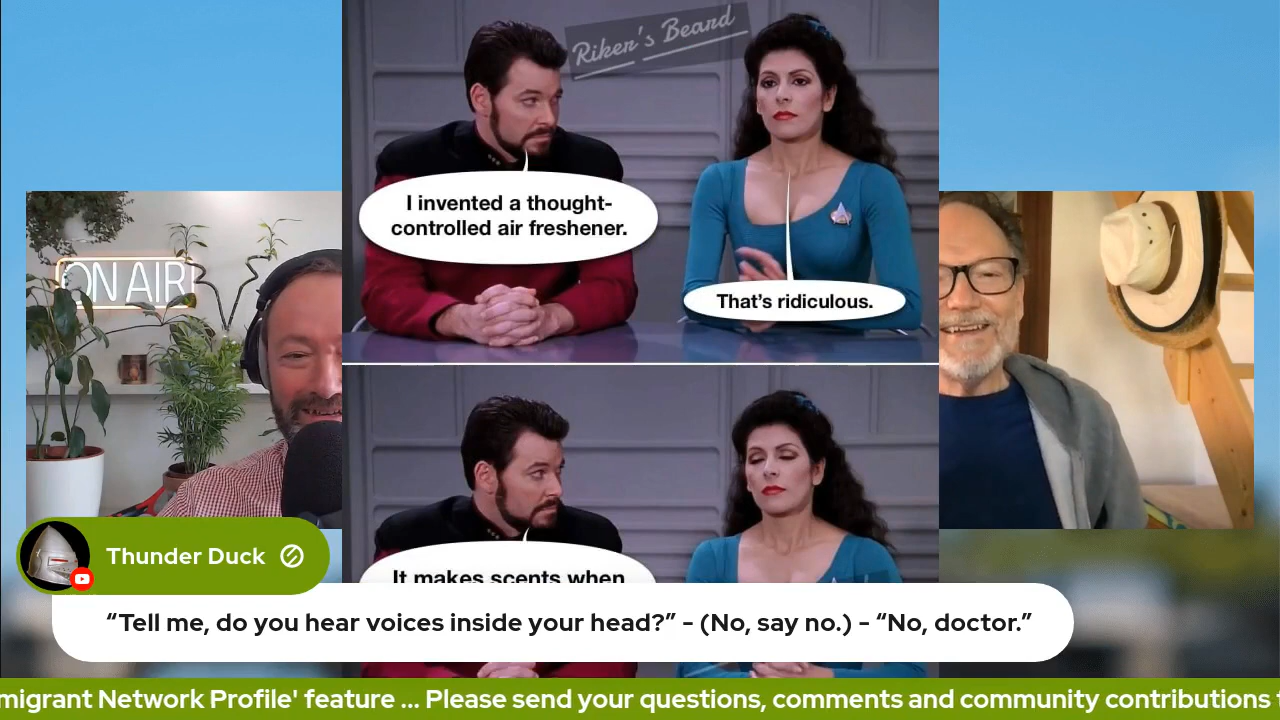 Riker's Beard
I invented a thought-
controlled air freshener.
That's ridiculous.
ON AIR
It makes scents when
Thunder Duck
“Tell me, do you hear voices inside your head?” - (No, say no.) - “No, doctor.”
migrant Network Profile' feature ... Please send your questions, comments and community contributions